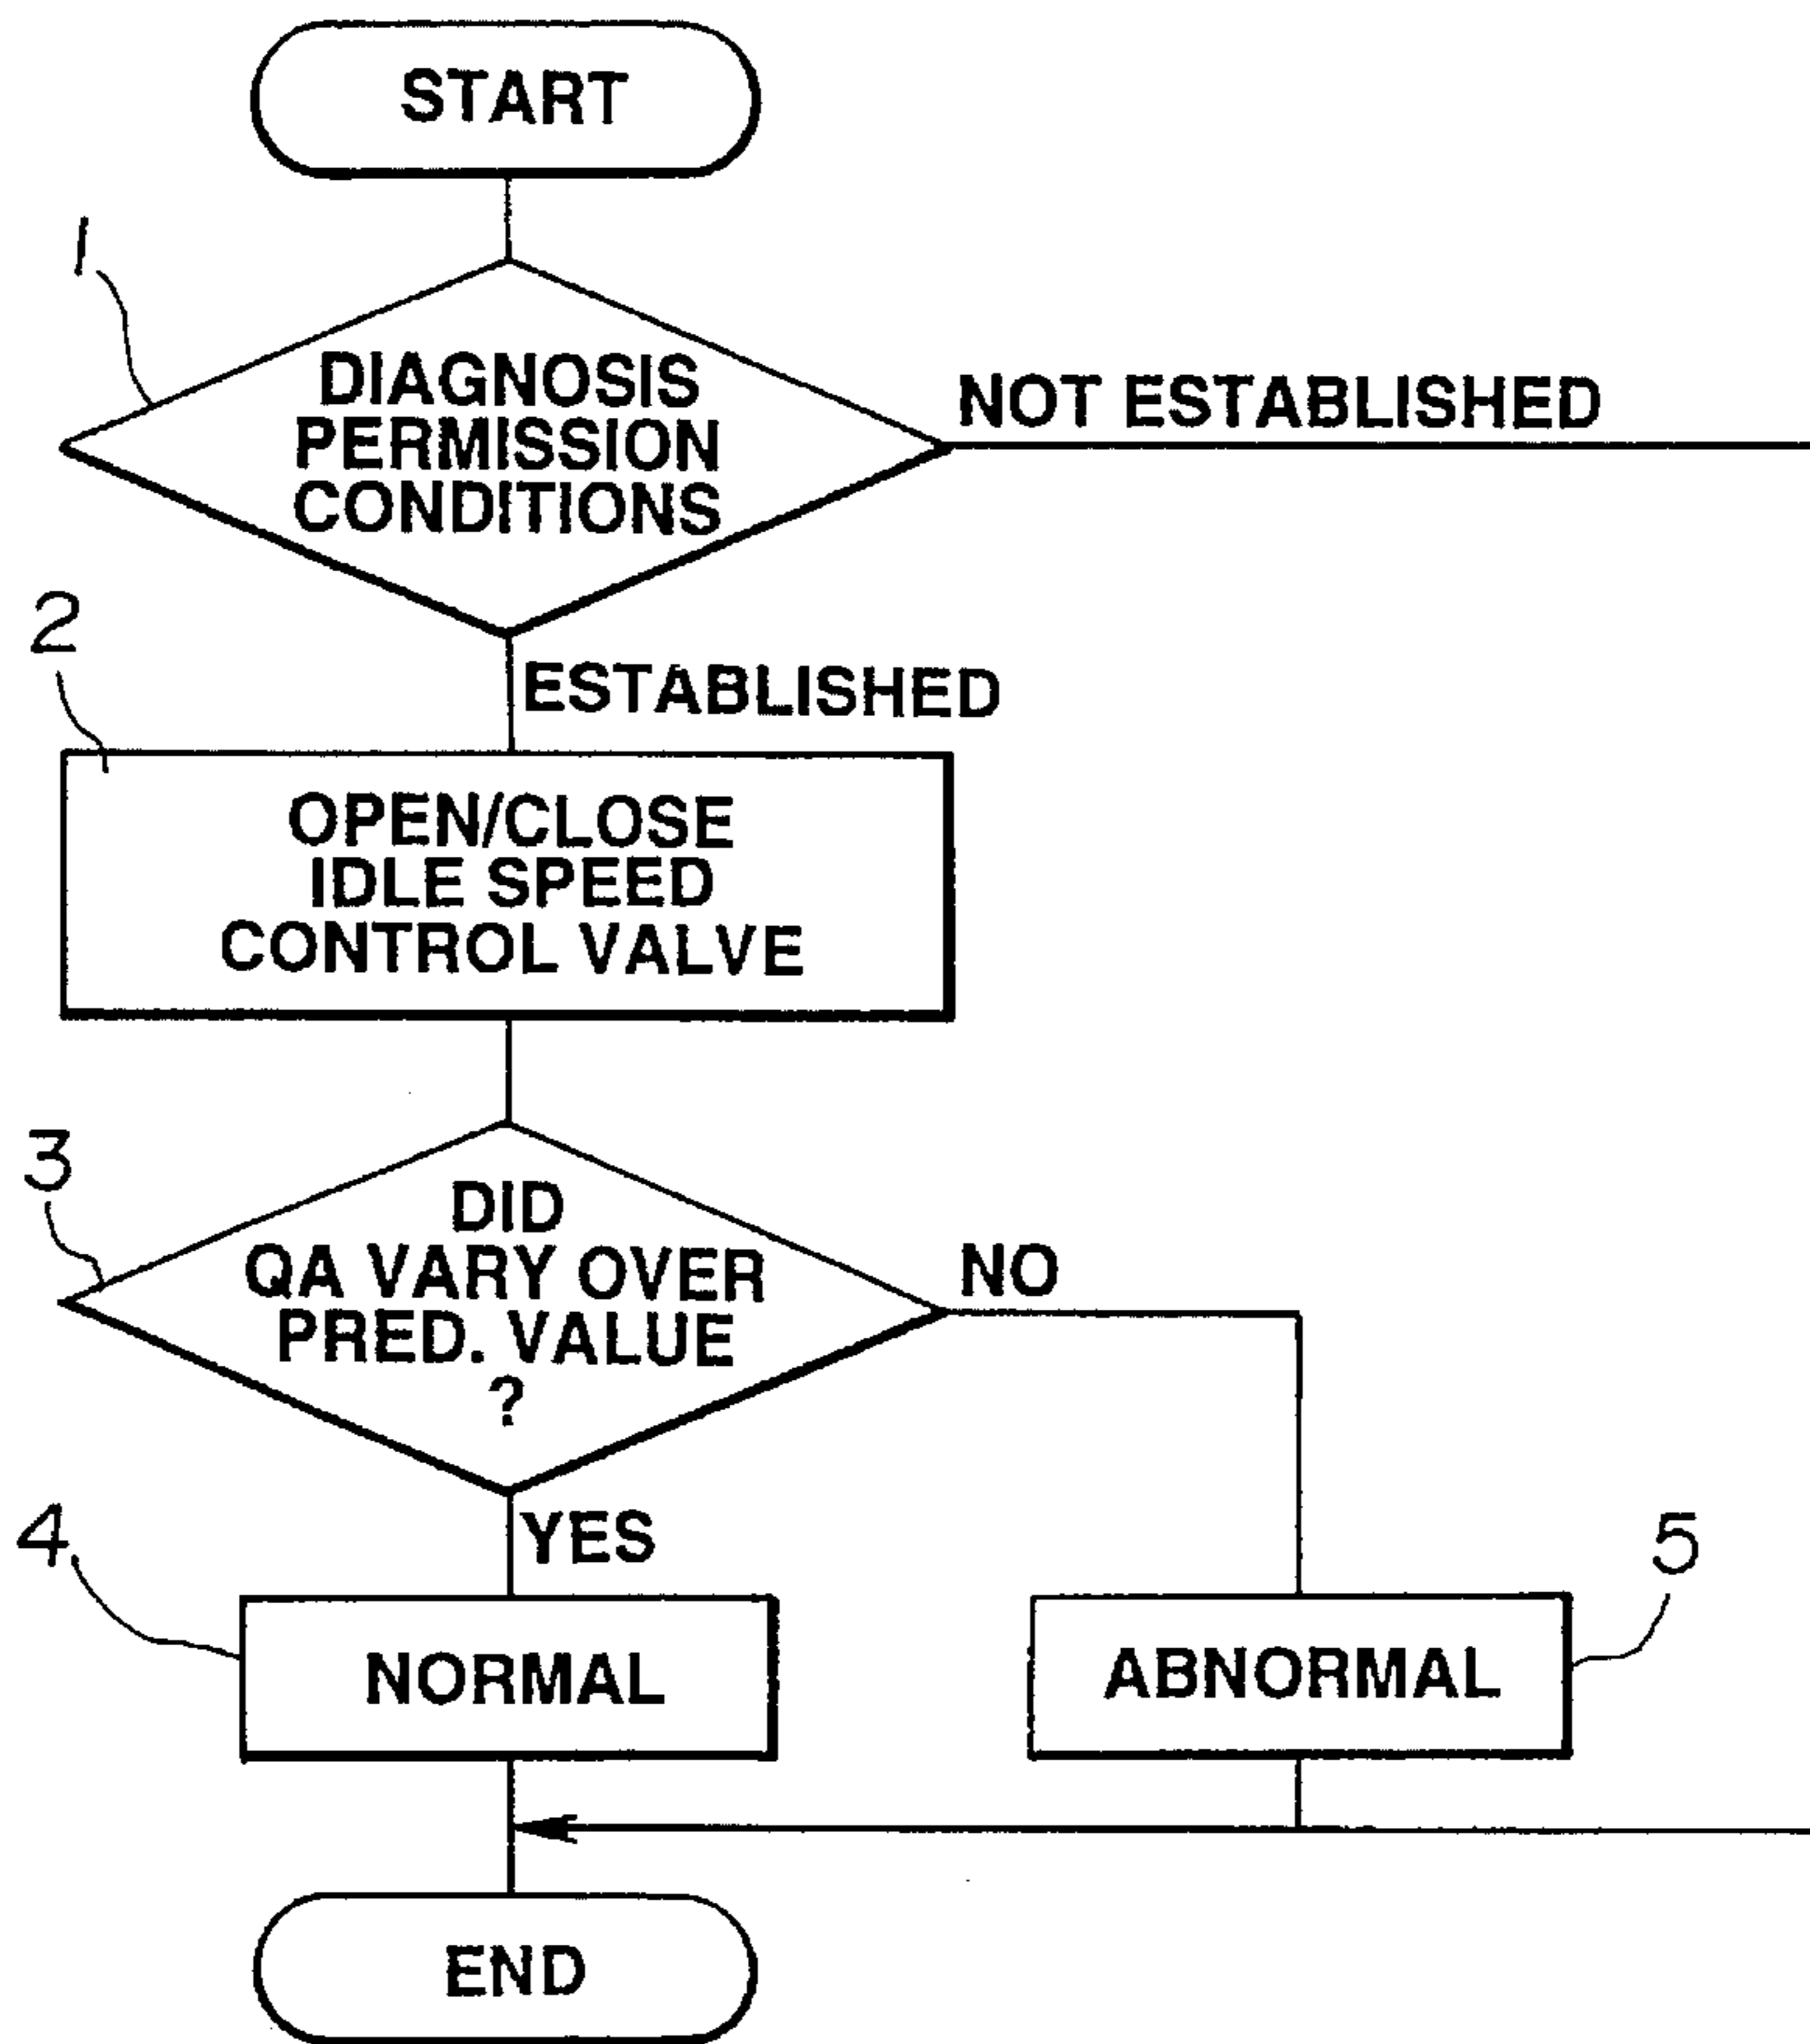 START
1
DIAGNOSIS
PERMISSION
CONDITIONS
NOT ESTABLISHED
2
ESTABLISHED
OPEN/CLOSE
IDLE SPEED
CONTROL VALVE
3
DID
QA VARY OVER
PRED. VALUE
?
NO
4
YES
5
NORMAL
ABNORMAL
END